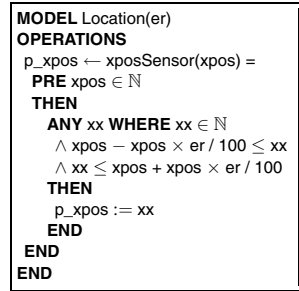 MODEL Location(er)
OPERATIONS
p_xpos ← xposSensor(xpos) =
PRE xpos ∈ ℕ
THEN
ANY xx WHERE xx ∈ ℕ
∧ xpos − xpos × er / 100 ≤ xx
∧ xx ≤ xpos + xpos × er / 100
THEN
p_xpos := xx
END
END
END